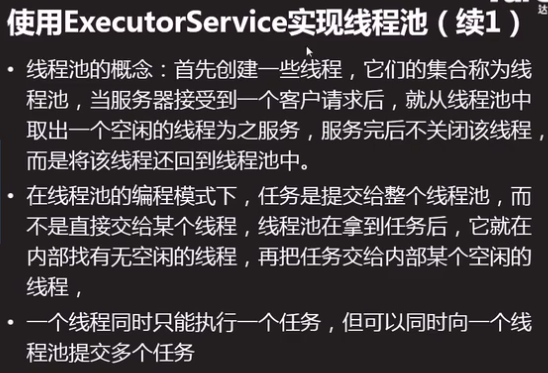 使用ExecutorService实现线程池（续1）
达
• 线程池的概念：首先创建一些线程，它们的集合称为线
程池，当服务器接受到一个客户请求后，就从线程池中
取出一个空闲的线程为之服务，服务完后不关闭该线程，
而是将该线程还回到线程池中。
• 在线程池的编程模式下，任务是提交给整个线程池，而
不是直接交给某个线程，线程池在拿到任务后，它就在
内部找有无空闲的线程，再把任务交给内部某个空闲的
线程，
• 一个线程同时只能执行一个任务，但可以同时向一个线
程池提交多个任务